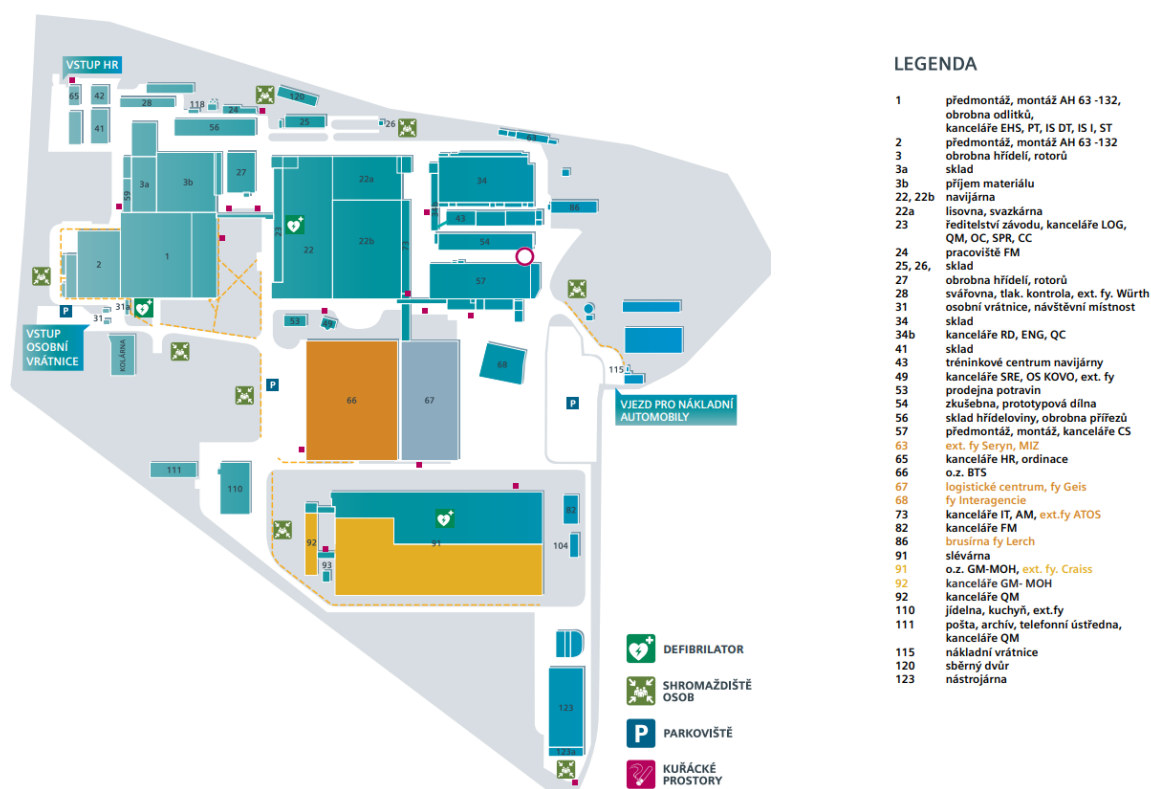 VSTUP HR
65
42
28
118
24
120
41
56
25
26
63
59
3a
3b
27
22a
34
86
43
23
22
22b
73
54
2
1
57
31a
31
53
49
VSTUP
OSOBNÍ
VRÁTNICE
KOLÁRNA
P
P
P
66
67
68
115
VJEZD PRO NÁKLADNÍ
AUTOMOBILY
111
110
92
93
91
82
104
123
123a
DEFIBRILATOR
SHROMAŽDIŠTĚ
OSOB
P
PARKOVIŠTĚ
KUŘÁCKÉ
PROSTORY
LEGENDA
1 předmontáž, montáž AH 63 -132,
obrobna odlitků,
kanceláře EHS, PT, IS DT, IS I, ST
2 předmontáž, montáž AH 63 -132
3 obrobna hřídelí, rotorů
3a sklad
3b příjem materiálu
22, 22b navijárna
22a lisovna, svazkárna
23 ředitelství závodu, kanceláře LOG,
QM, OC, SPR, CC
24 pracoviště FM
25, 26, sklad
27 obrobna hřídelí, rotorů
28 svářovna, tlak. kontrola, ext. fy. Würth
31 osobní vrátnice, návštěvní místnost
34 sklad
34b kanceláře RD, ENG, QC
41 sklad
43 tréninkové centrum navijárny
49 kanceláře SRE, OS KOVO, ext. fy
53 prodejna potravin
54 zkušebna, prototypová dílna
56 sklad hřídeloviny, obrobna přířezů
57 předmontáž, montáž, kanceláře CS
63 ext. fy Seryn, MIZ
65 kanceláře HR, ordinace
66 o.z. BTS
67 logistické centrum, fy Geis
68 fy Interagencie
73 kanceláře IT, AM, ext.fy ATOS
82 kanceláře FM
86 brusírna fy Lerch
91 slévárna
91 o.z. GM-MOH, ext. fy. Craiss
92 kanceláře GM- MOH
92 kanceláře QM
110 jídelna, kuchyň, ext.fy
111 pošta, archív, telefonní ústředna,
kanceláře QM
115 nákladní vrátnice
120 sběrný dvůr
123 nástrojárna